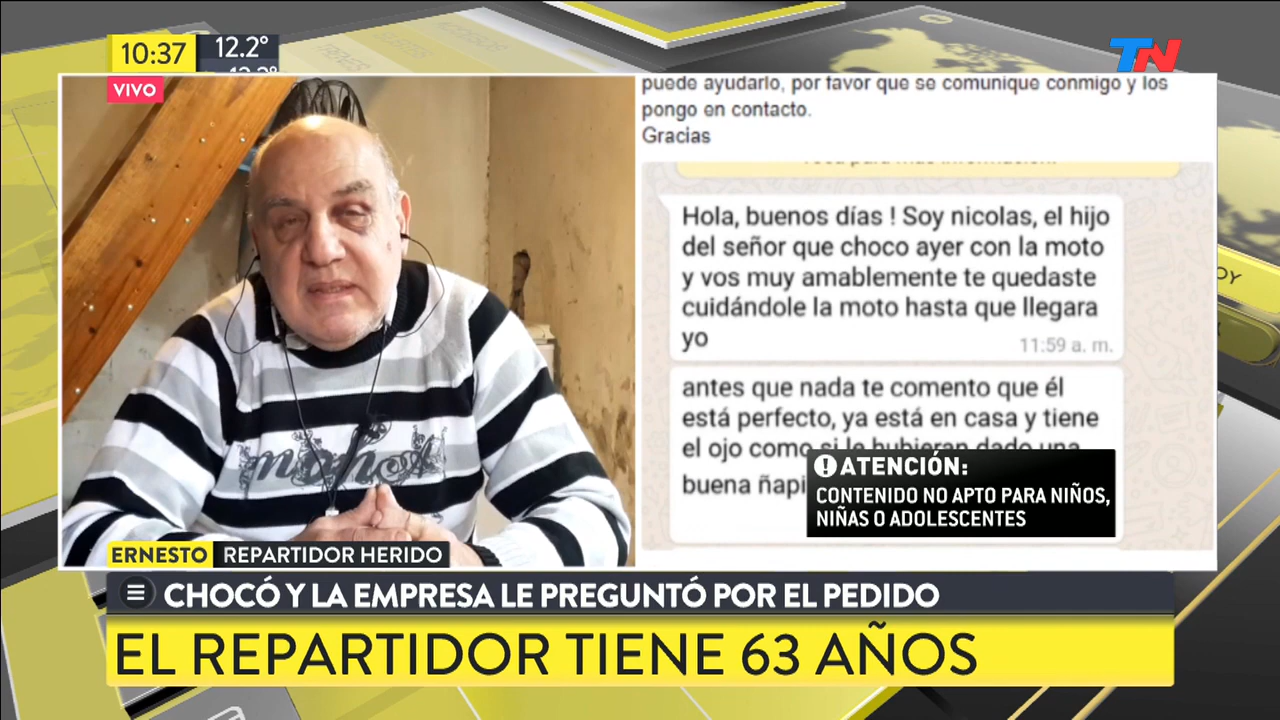 10:37
12.2°
VIVO
TN
puede ayudarlo, por favor que se comunique conmigo y los
pongo en contacto.
Gracias
Hola, buenos días ! Soy nicolas, el hijo
del señor que choco ayer con la moto
y vos muy amablemente te quedaste
cuidándole la moto hasta que llegara
yo
11:59 a. m.
antes que nada te comento que él
está perfecto, ya está en casa y tiene
el ojo como si le hubieran dado una
buena ñapi
ATENCIÓN:
CONTENIDO NO APTO PARA NIÑOS,
NIÑAS O ADOLESCENTES
ERNESTO REPARTIDOR HERIDO
CHOCÓ Y LA EMPRESA LE PREGUNTÓ POR EL PEDIDO
EL REPARTIDOR TIENE 63 AÑOS